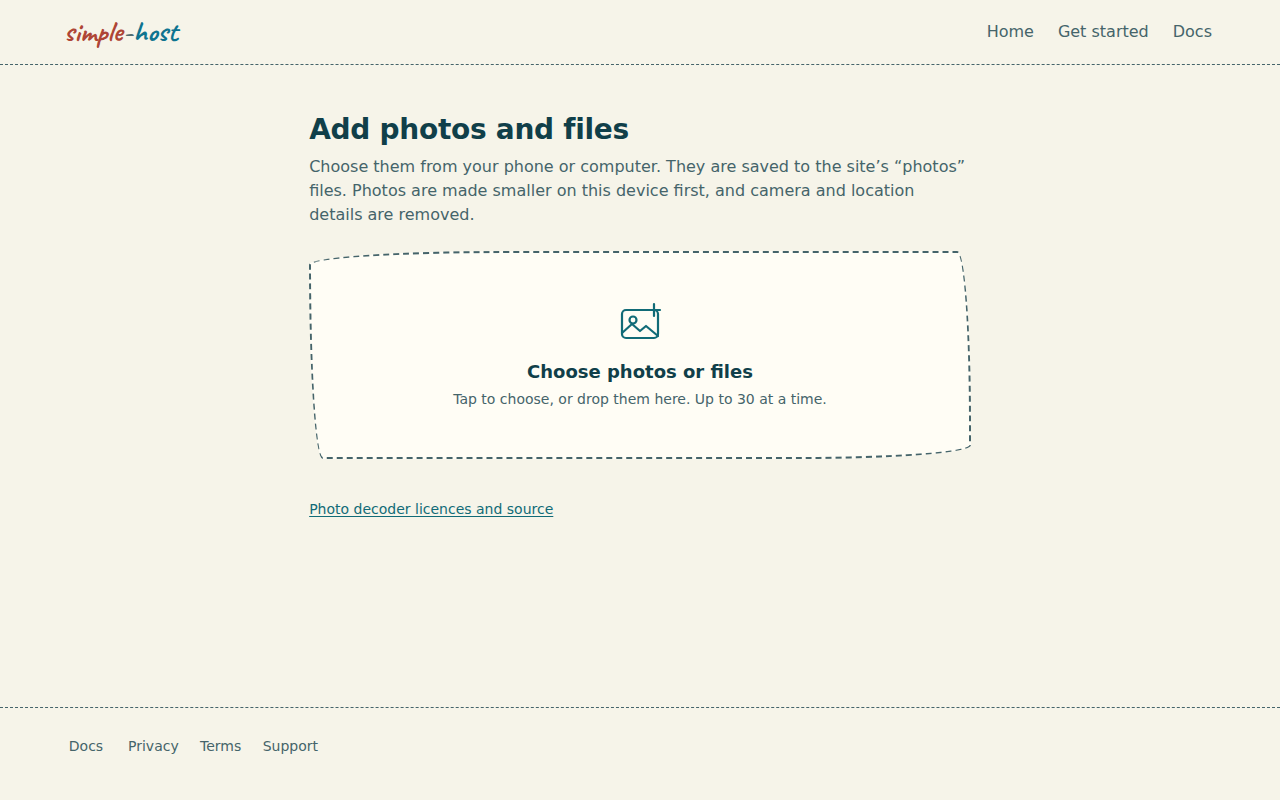 simple-host
Home Get started Docs
Add photos and files
Choose them from your phone or computer. They are saved to the site’s “photos”
files. Photos are made smaller on this device first, and camera and location
details are removed.
Choose photos or files
Tap to choose, or drop them here. Up to 30 at a time.
Photo decoder licences and source
Docs Privacy Terms Support